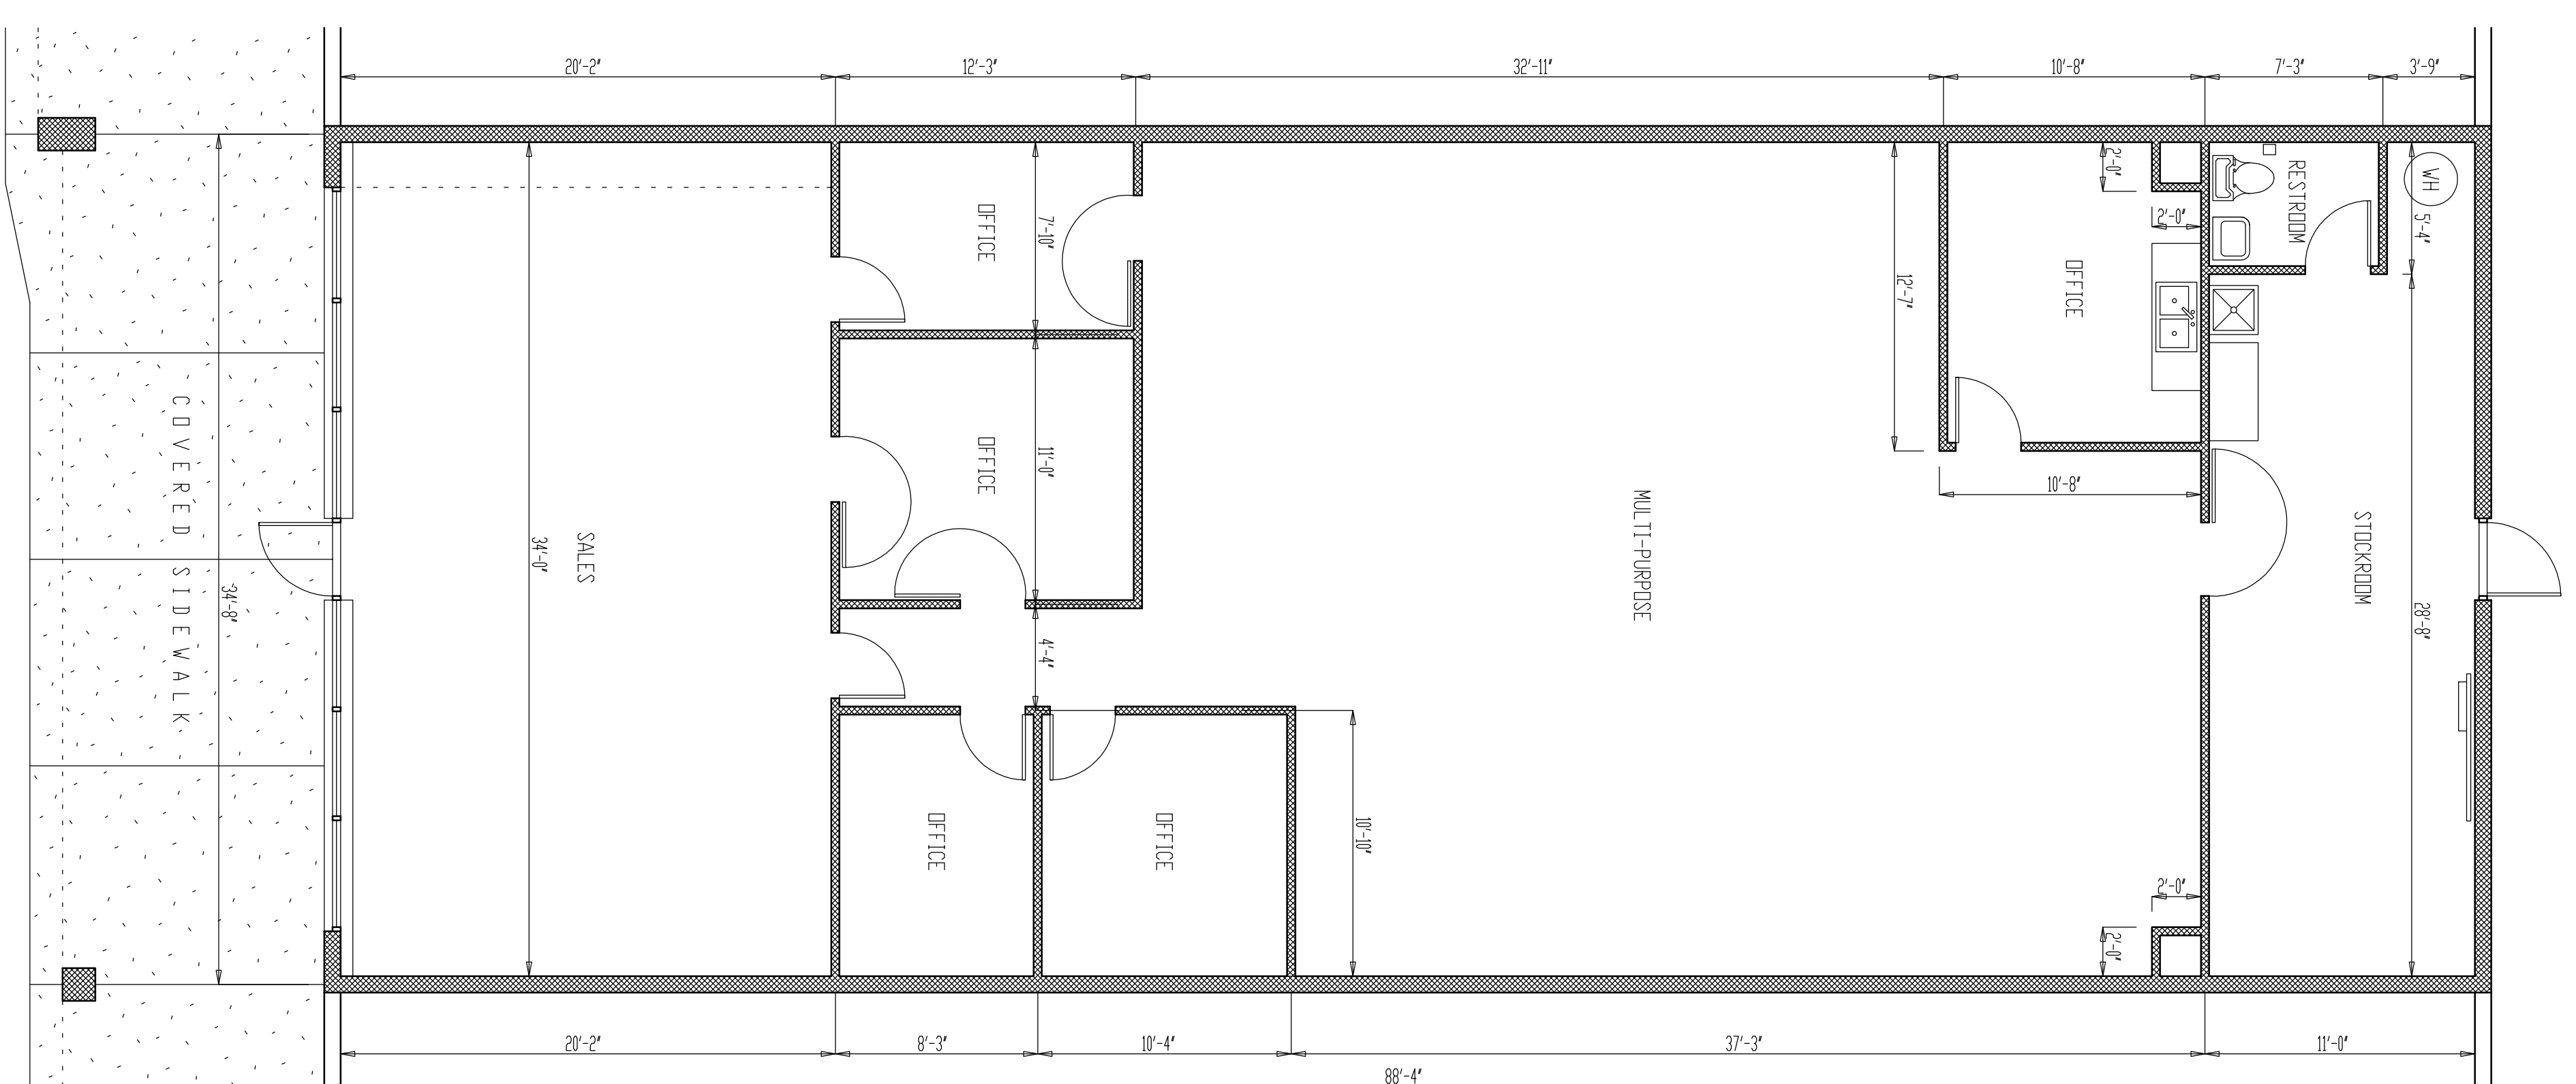 20'-2"
12'-3"
32'-11"
10'-8"
7'-3"
3'-9"
2'-0"
RESTROOM
WH
5'-4"
OFFICE
7'-10"
2'-0"
OFFICE
12'-7"
OFFICE
11'-0"
10'-8"
COVERED SIDEWALK
34'-8"
34'-0"
SALES
MULTI-PURPOSE
STOCKROOM
28'-8"
4'-4"
OFFICE
OFFICE
10'-10"
2'-0"
2'-0"
20'-2"
8'-3"
10'-4"
37'-3"
11'-0"
88'-4"